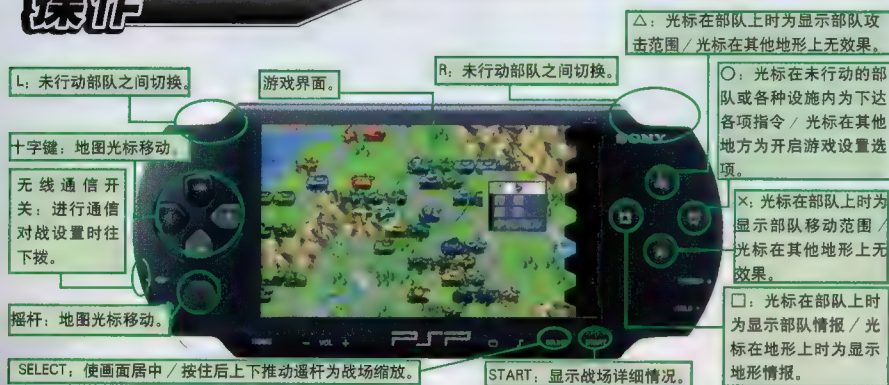 操作
△：光标在部队上时为显示部队攻
击范围／光标在其他地形上无效果。
L：未行动部队之间切换。
游戏界面。
R：未行动部队之间切换。
○：光标在未行动的部
队或各种设施内为下达
各项指令／光标在其他
地方为开启游戏设置选
项。
十字键：地图光标移动。
SONY
无线通信开
关：进行通信
对战设置时往
下拨。
×：光标在部队上时为
显示部队移动范围／
光标在其他地形上无
效果。
摇杆：地图光标移动。
□：光标在部队上时
为显示部队情报／光
标在地形上时为显示
地形情报。
HOME
－ VOL ＋
PSP
SELECT
START
SELECT：使画面居中／按住后上下推动遥杆为战场缩放。
START：显示战场详细情况。